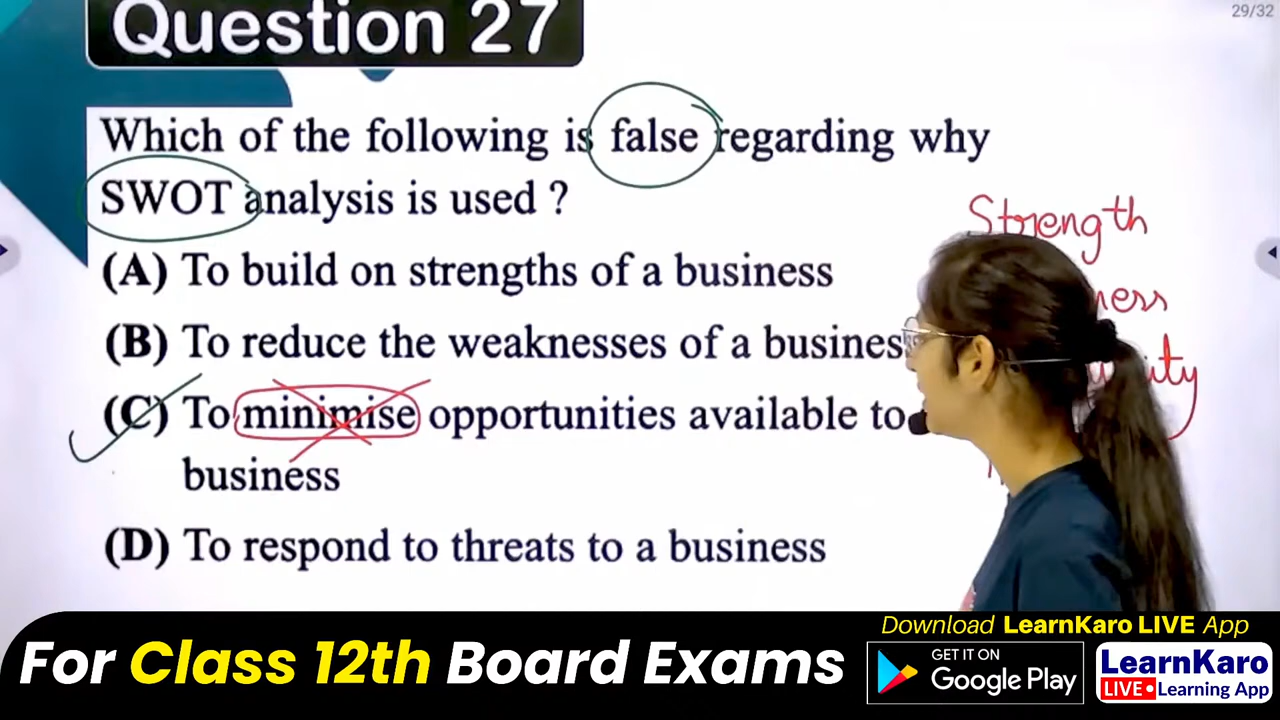 Question 27
29/32
Which of the following is false regarding why
SWOT analysis is used ?
(A) To build on strengths of a business
(B) To reduce the weaknesses of a business
(C) To minimise opportunities available to
business
(D) To respond to threats to a business
Strength
For Class 12th Board Exams
Download LearnKaro LIVE App
GET IT ON
Google Play
LearnKaro
LIVE Learning App